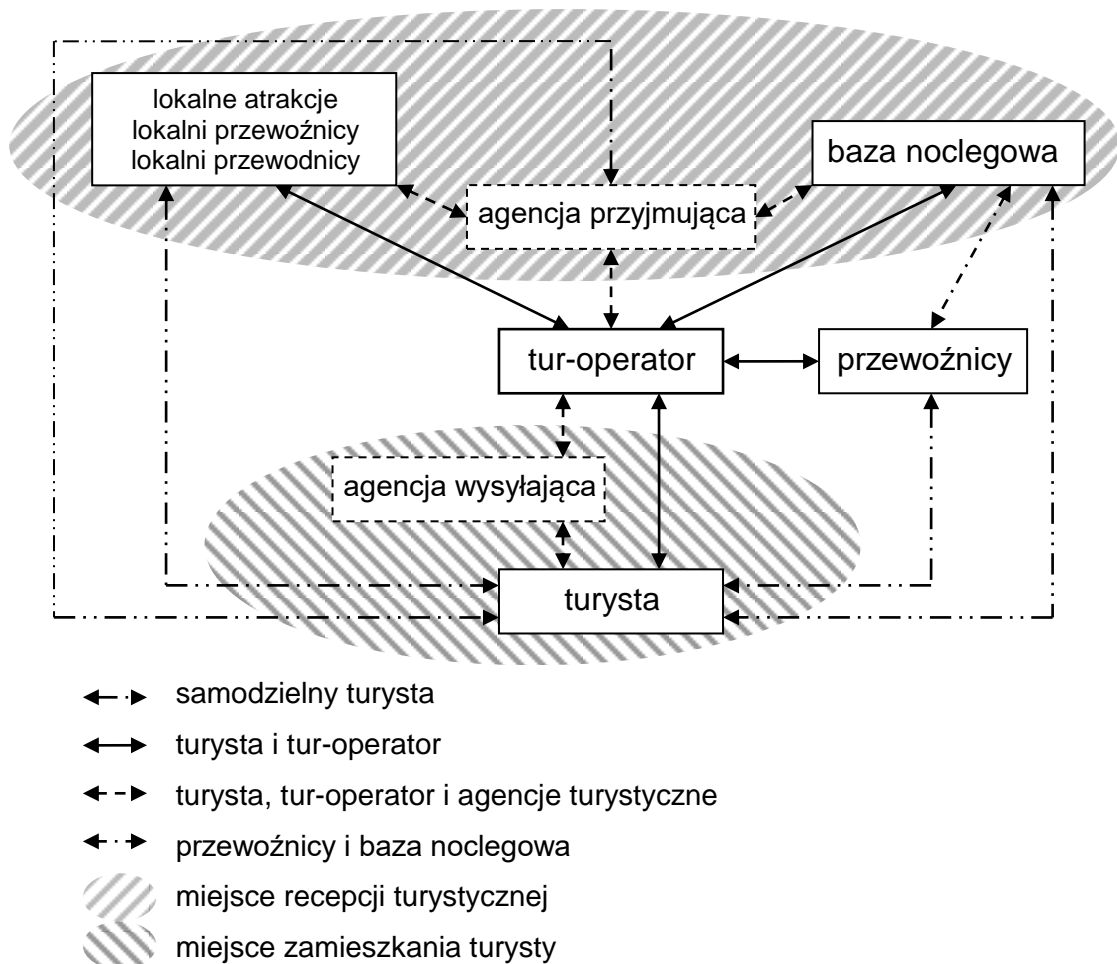 lokalne atrakcje
lokalni przewoźnicy
lokalni przewodnicy
baza noclegowa
agencja przyjmująca
tur-operator
przewoźnicy
agencja wysyłająca
turysta
samodzielny turysta
turysta i tur-operator
turysta, tur-operator i agencje turystyczne
przewoźnicy i baza noclegowa
miejsce recepcji turystycznej
miejsce zamieszkania turysty